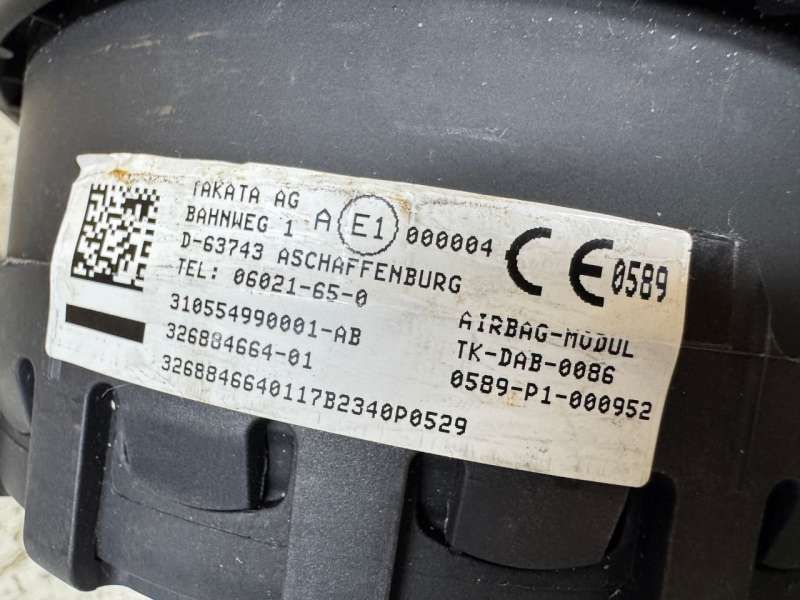 TAKATA AG
BAHNWEG 1
D-63743 ASCHAFFENBURG
TEL: 06021-65-0
A E1 000004
CE 0589
310554990001-AB
326884664-01
3268846640117B2340P0529
AIRBAG-MODUL
TK-DAB-0086
0589-P1-000952